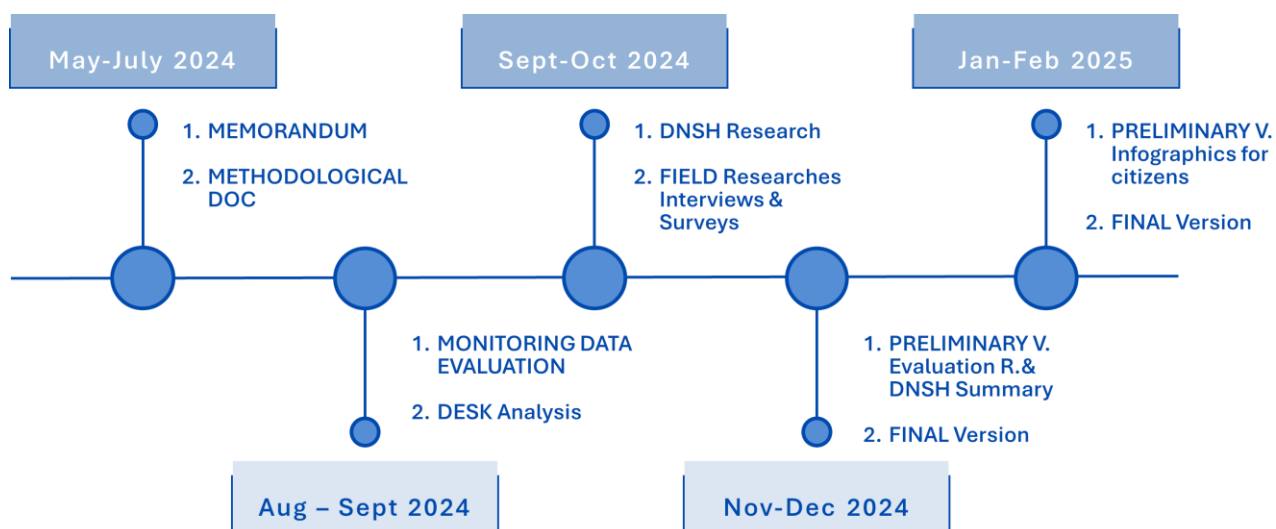 May-July 2024
Sept-Oct 2024
Jan-Feb 2025
1. MEMORANDUM
2. METHODOLOGICAL
DOC
1. DNSH Research
2. FIELD Researches
Interviews &
Surveys
1. PRELIMINARY V.
Infographics for
citizens
2. FINAL Version
1. MONITORING DATA
EVALUATION
2. DESK Analysis
1. PRELIMINARY V.
Evaluation R.&
DNSH Summary
2. FINAL Version
Aug – Sept 2024
Nov-Dec 2024